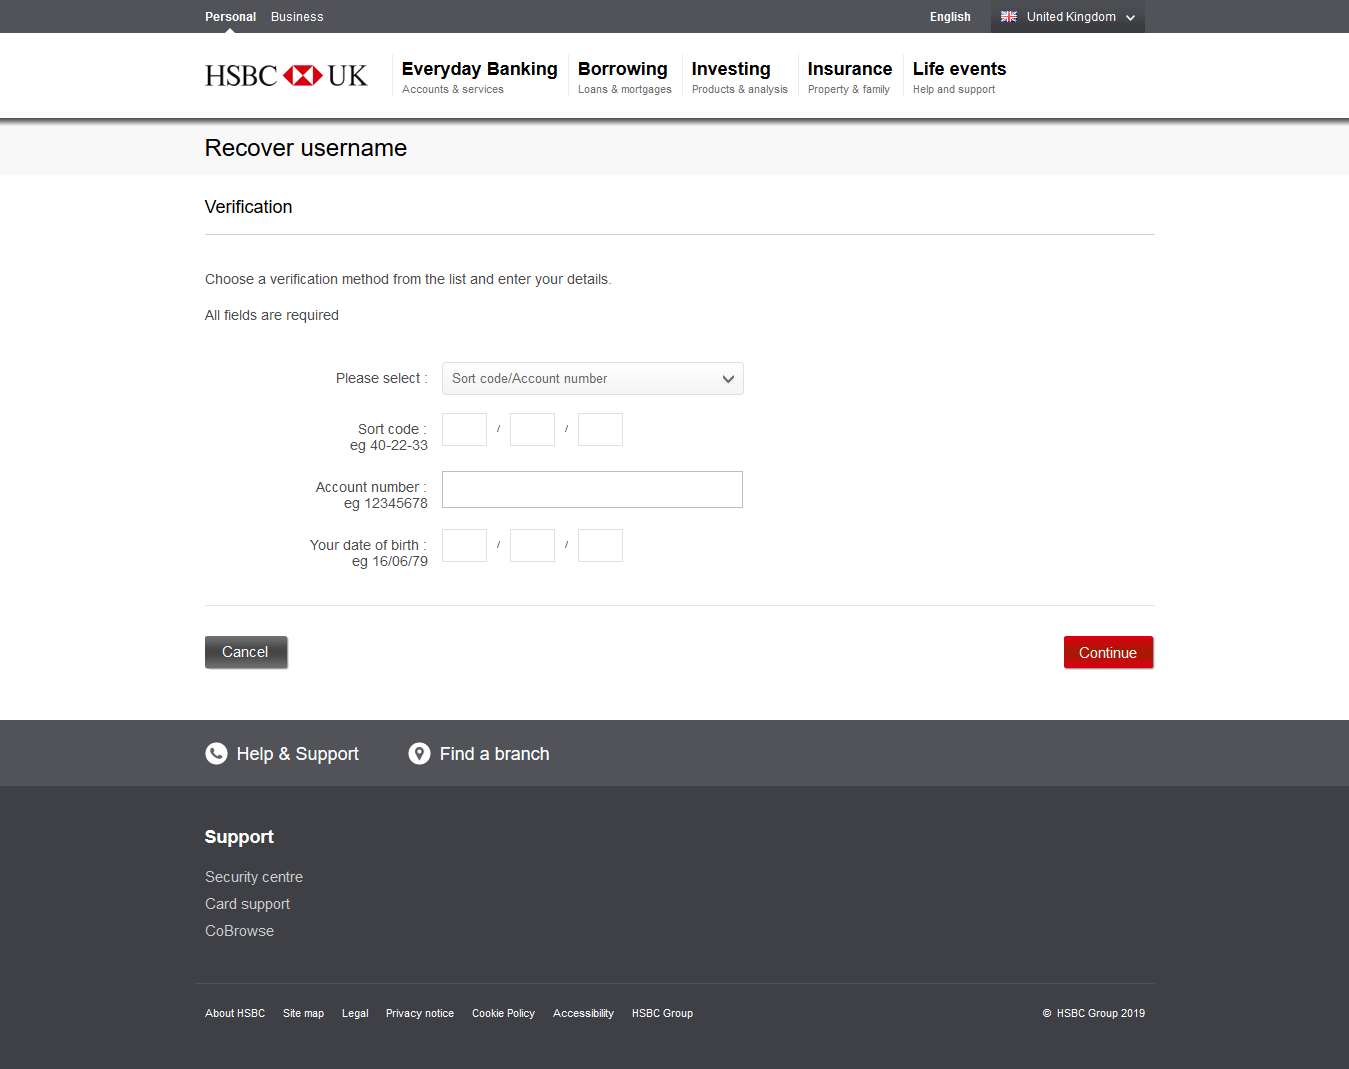 Personal Business English United Kingdom
HSBC UK
Everyday Banking
Accounts & services
Borrowing
Loans & mortgages
Investing
Products & analysis
Insurance
Property & family
Life events
Help and support
Recover username
Verification
Choose a verification method from the list and enter your details.
All fields are required
Please select : Sort code/Account number
Sort code : / /
eg 40-22-33
Account number :
eg 12345678
Your date of birth : / /
eg 16/06/79
Cancel Continue
Help & Support Find a branch
Support
Security centre
Card support
CoBrowse
About HSBC Site map Legal Privacy notice Cookie Policy Accessibility HSBC Group © HSBC Group 2019